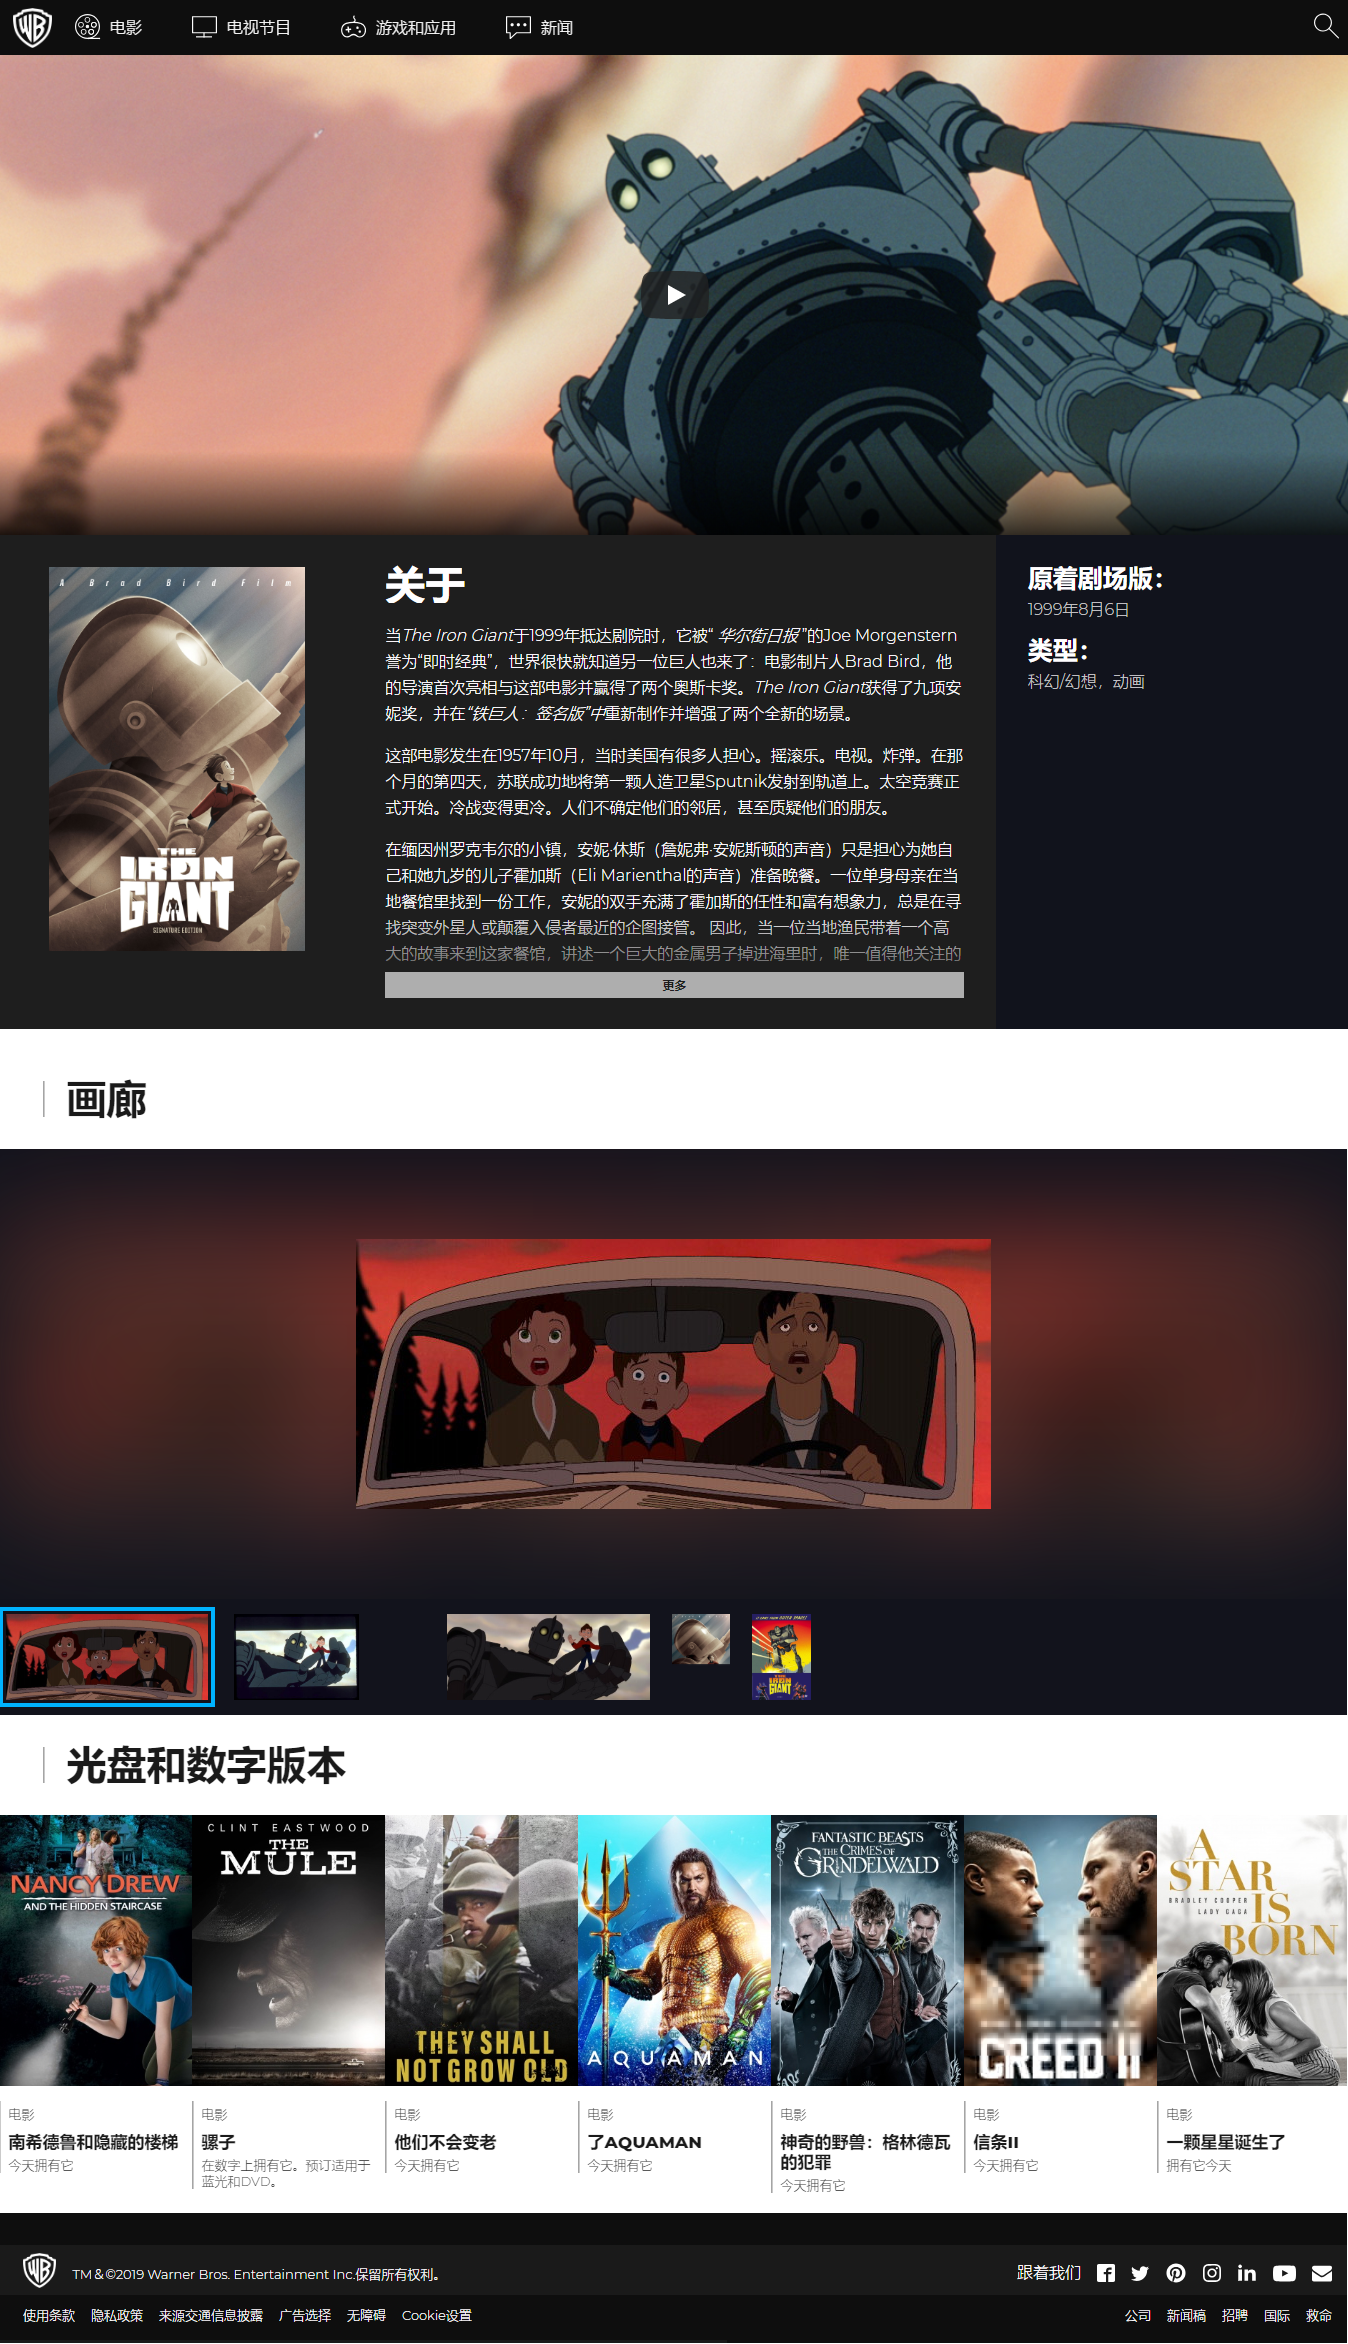 电影
电视节目
游戏和应用
新闻
A Brad Bird Film
THE
IRON
GIANT
SIGNATURE EDITION
关于
当The Iron Giant于1999年抵达剧院时，它被“ 华尔街日报 ”的Joe Morgenstern
誉为“即时经典”，世界很快就知道另一位巨人也来了：电影制片人Brad Bird，他
的导演首次亮相与这部电影并赢得了两个奥斯卡奖。The Iron Giant获得了九项安
妮奖，并在“铁巨人：签名版”中重新制作并增强了两个全新的场景。
这部电影发生在1957年10月，当时美国有很多人担心。摇滚乐。电视。炸弹。在那
个月的第四天，苏联成功地将第一颗人造卫星Sputnik发射到轨道上。太空竞赛正
式开始。冷战变得更冷。人们不确定他们的邻居，甚至质疑他们的朋友。
在缅因州罗克韦尔的小镇，安妮·休斯（詹妮弗·安妮斯顿的声音）只是担心为她自
己和她九岁的儿子霍加斯（Eli Marienthal的声音）准备晚餐。一位单身母亲在当
地餐馆里找到一份工作，安妮的双手充满了霍加斯的任性和富有想象力，总是在寻
找突变外星人或颠覆入侵者最近的企图接管。 因此，当一位当地渔民带着一个高
大的故事来到这家餐馆，讲述一个巨大的金属男子掉进海里时，唯一值得他关注的
更多
原着剧场版：
1999年8月6日
类型：
科幻/幻想，动画
画廊
IRON
GIANT
光盘和数字版本
NANCY DREW
AND THE HIDDEN STAIRCASE
CLINT EASTWOOD
THE
MULE
THEY SHALL
NOT GROW OLD
AQUAMAN
FANTASTIC BEASTS
THE CRIMES OF
GRINDELWALD
CREED II
A
STAR
BRADLEY COOPER
LADY GAGA
IS
BORN
电影
南希德鲁和隐藏的楼梯
今天拥有它
电影
骡子
在数字上拥有它。预订适用于
蓝光和DVD。
电影
他们不会变老
今天拥有它
电影
了AQUAMAN
今天拥有它
电影
神奇的野兽：格林德瓦
的犯罪
今天拥有它
电影
信条II
今天拥有它
电影
一颗星星诞生了
拥有它今天
TM & ©2019 Warner Bros. Entertainment Inc.保留所有权利。
跟着我们
使用条款 隐私政策 来源交通信息披露 广告选择 无障碍 Cookie设置
公司 新闻稿 招聘 国际 救命